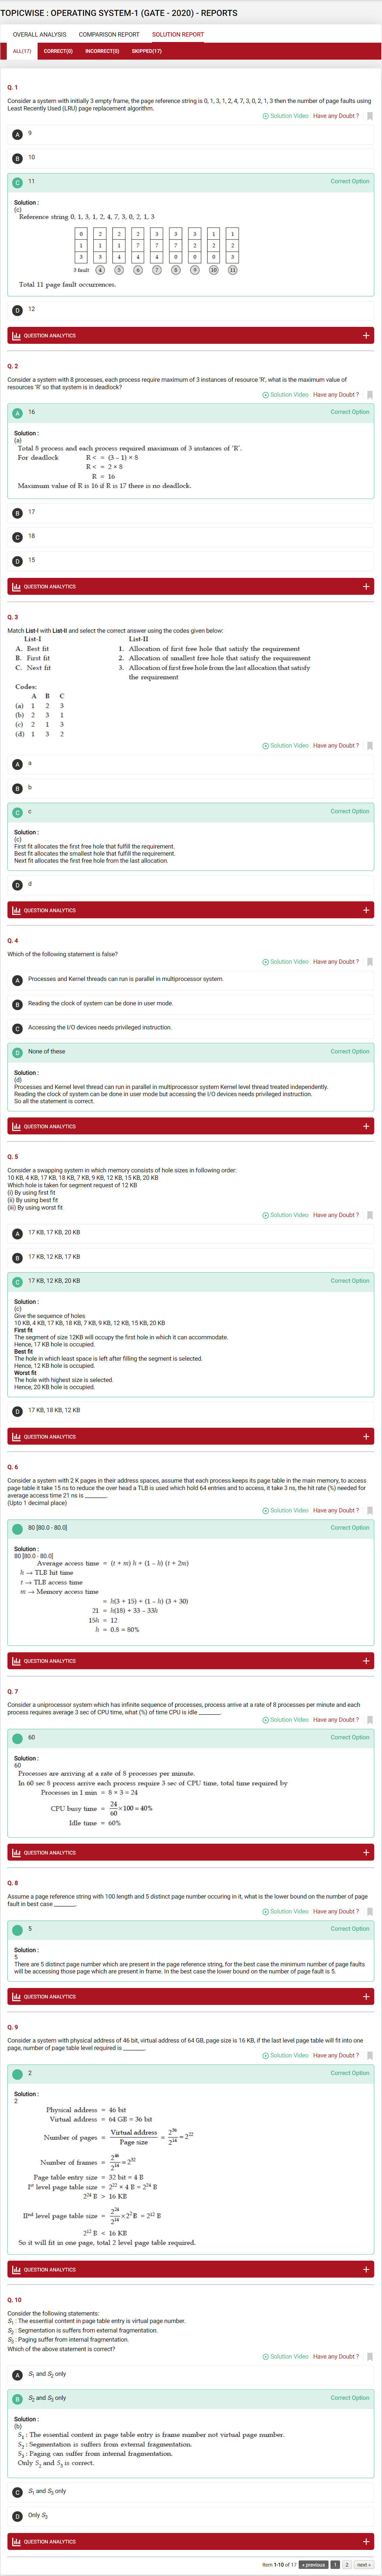 TOPICWISE : OPERATING SYSTEM-1 (GATE - 2020) - REPORTS
OVERALL ANALYSIS COMPARISON REPORT SOLUTION REPORT
ALL(17) CORRECT(0) INCORRECT(0) SKIPPED(17)
Q. 1
Consider a system with initially 3 empty frame, the page reference string is 0, 1, 3, 1, 2, 4, 7, 3, 0, 2, 1, 3 then the number of page faults using
Least Recently Used (LRU) page replacement algorithm.
Solution Video Have any Doubt ?
A 9
B 10
C 11 Correct Option
Solution :
(c)
Reference string 0, 1, 3, 1, 2, 4, 7, 3, 0, 2, 1, 3
0 2 2 2 3 3 3 1 1
1 1 1 7 7 7 2 2 2
3 3 4 4 4 0 0 0 3
3 fault 4 5 6 7 8 9 10 11
Total 11 page fault occurrences.
D 12
QUESTION ANALYTICS +
Q. 2
Consider a system with 8 processes, each process require maximum of 3 instances of resource 'R', what is the maximum value of
resources 'R' so that system is in deadlock?
Solution Video Have any Doubt ?
A 16 Correct Option
Solution :
(a)
Total 8 process and each process required maximum of 3 instances of 'R'.
For deadlock R < = (3 – 1) × 8
R < = 2 × 8
R = 16
Maximum value of R is 16 if R is 17 there is no deadlock.
B 17
C 18
D 15
QUESTION ANALYTICS +
Q. 3
Match List-I with List-II and select the correct answer using the codes given below:
List-I List-II
A. Best fit 1. Allocation of first free hole that satisfy the requirement
B. First fit 2. Allocation of smallest free hole that satisfy the requirement
C. Next fit 3. Allocation of first free hole from the last allocation that satisfy
the requirement
Codes:
A B C
(a) 1 2 3
(b) 2 3 1
(c) 2 1 3
(d) 1 3 2
Solution Video Have any Doubt ?
A a
B b
C c Correct Option
Solution :
(c)
First fit allocates the first free hole that fulfill the requirement.
Best fit allocates the smallest hole that fulfill the requirement.
Next fit allocates the first free hole from the last allocation.
D d
QUESTION ANALYTICS +
Q. 4
Which of the following statement is false?
Solution Video Have any Doubt ?
A Processes and Kernel threads can run is parallel in multiprocessor system.
B Reading the clock of system can be done in user mode.
C Accessing the I/O devices needs privileged instruction.
D None of these Correct Option
Solution :
(d)
Processes and Kernel level thread can run in parallel in multiprocessor system Kernel level thread treated independently.
Reading the clock of system can be done in user mode but accessing the I/O devices needs privileged instruction.
So all the statement is correct.
QUESTION ANALYTICS +
Q. 5
Consider a swapping system in which memory consists of hole sizes in following order:
10 KB, 4 KB, 17 KB, 18 KB, 7 KB, 9 KB, 12 KB, 15 KB, 20 KB
Which hole is taken for segment request of 12 KB
(i) By using first fit
(ii) By using best fit
(iii) By using worst fit
Solution Video Have any Doubt ?
A 17 KB, 17 KB, 20 KB
B 17 KB, 12 KB, 17 KB
C 17 KB, 12 KB, 20 KB Correct Option
Solution :
(c)
Give the sequence of holes
10 KB, 4 KB, 17 KB, 18 KB, 7 KB, 9 KB, 12 KB, 15 KB, 20 KB
First fit
The segment of size 12KB will occupy the first hole in which it can accommodate.
Hence, 17 KB hole is occupied.
Best fit
The hole in which least space is left after filling the segment is selected.
Hence, 12 KB hole is occupied.
Worst fit
The hole with highest size is selected.
Hence, 20 KB hole is occupied.
D 17 KB, 18 KB, 12 KB
QUESTION ANALYTICS +
Q. 6
Consider a system with 2 K pages in their address spaces, assume that each process keeps its page table in the main memory, to access
page table it take 15 ns to reduce the over head a TLB is used which hold 64 entries and to access, it take 3 ns, the hit rate (%) needed for
average access time 21 ns is ________.
(Upto 1 decimal place)
Solution Video Have any Doubt ?
80 [80.0 - 80.0] Correct Option
Solution :
80 [80.0 - 80.0]
Average access time = (t + m) h + (1 – h) (t + 2m)
h → TLB hit time
t → TLB access time
m → Memory access time
= h(3 + 15) + (1 – h) (3 + 30)
21 = h(18) + 33 – 33h
15h = 12
h = 0.8 = 80%
QUESTION ANALYTICS +
Q. 7
Consider a uniprocessor system which has infinite sequence of processes, process arrive at a rate of 8 processes per minute and each
process requires average 3 sec of CPU time, what (%) of time CPU is idle ________.
Solution Video Have any Doubt ?
60 Correct Option
Solution :
60
Processes are arriving at a rate of 8 processes per minute.
In 60 sec 8 process arrive each process require 3 sec of CPU time, total time required by
Processes in 1 min = 8 × 3 = 24
CPU busy time = 24/60 × 100 = 40%
Idle time = 60%
QUESTION ANALYTICS +
Q. 8
Assume a page reference string with 100 length and 5 distinct page number occuring in it, what is the lower bound on the number of page
fault in best case ________.
Solution Video Have any Doubt ?
5 Correct Option
Solution :
5
There are 5 distinct page number which are present in the page reference string, for the best case the minimum number of page faults
will be accessing those page which are present in frame. In the best case the lower bound on the number of page fault is 5.
QUESTION ANALYTICS +
Q. 9
Consider a system with physical address of 46 bit, virtual address of 64 GB, page size is 16 KB, if the last level page table will fit into one
page, number of page table level required is ________.
Solution Video Have any Doubt ?
2 Correct Option
Solution :
2
Physical address = 46 bit
Virtual address = 64 GB = 36 bit
Number of pages = Virtual address/Page size = 2^36/2^14 = 2^22
Number of frames = 2^46/2^14 = 2^32
Page table entry size = 32 bit = 4 B
Ist level page table size = 2^22 × 4 B = 2^24 B
2^24 B > 16 KB
IInd level page table size = 2^24/2^14 × 2^2 B = 2^12 B
2^12 B < 16 KB
So it will fit in one page, total 2 level page table required.
QUESTION ANALYTICS +
Q. 10
Consider the following statements:
S1 : The essential content in page table entry is virtual page number.
S2 : Segmentation is suffers from external fragmentation.
S3 : Paging suffer from internal fragmentation.
Which of the above statement is correct?
Solution Video Have any Doubt ?
A S1 and S2 only
B S2 and S3 only Correct Option
Solution :
(b)
S1 : The essential content in page table entry is frame number not virtual page number.
S2 : Segmentation is suffers from external fragmentation.
S3 : Paging can suffer from internal fragmentation.
Only S2 and S3 is correct.
C S1 and S3 only
D Only S3
QUESTION ANALYTICS +
Item 1-10 of 17 « previous 1 2 next »